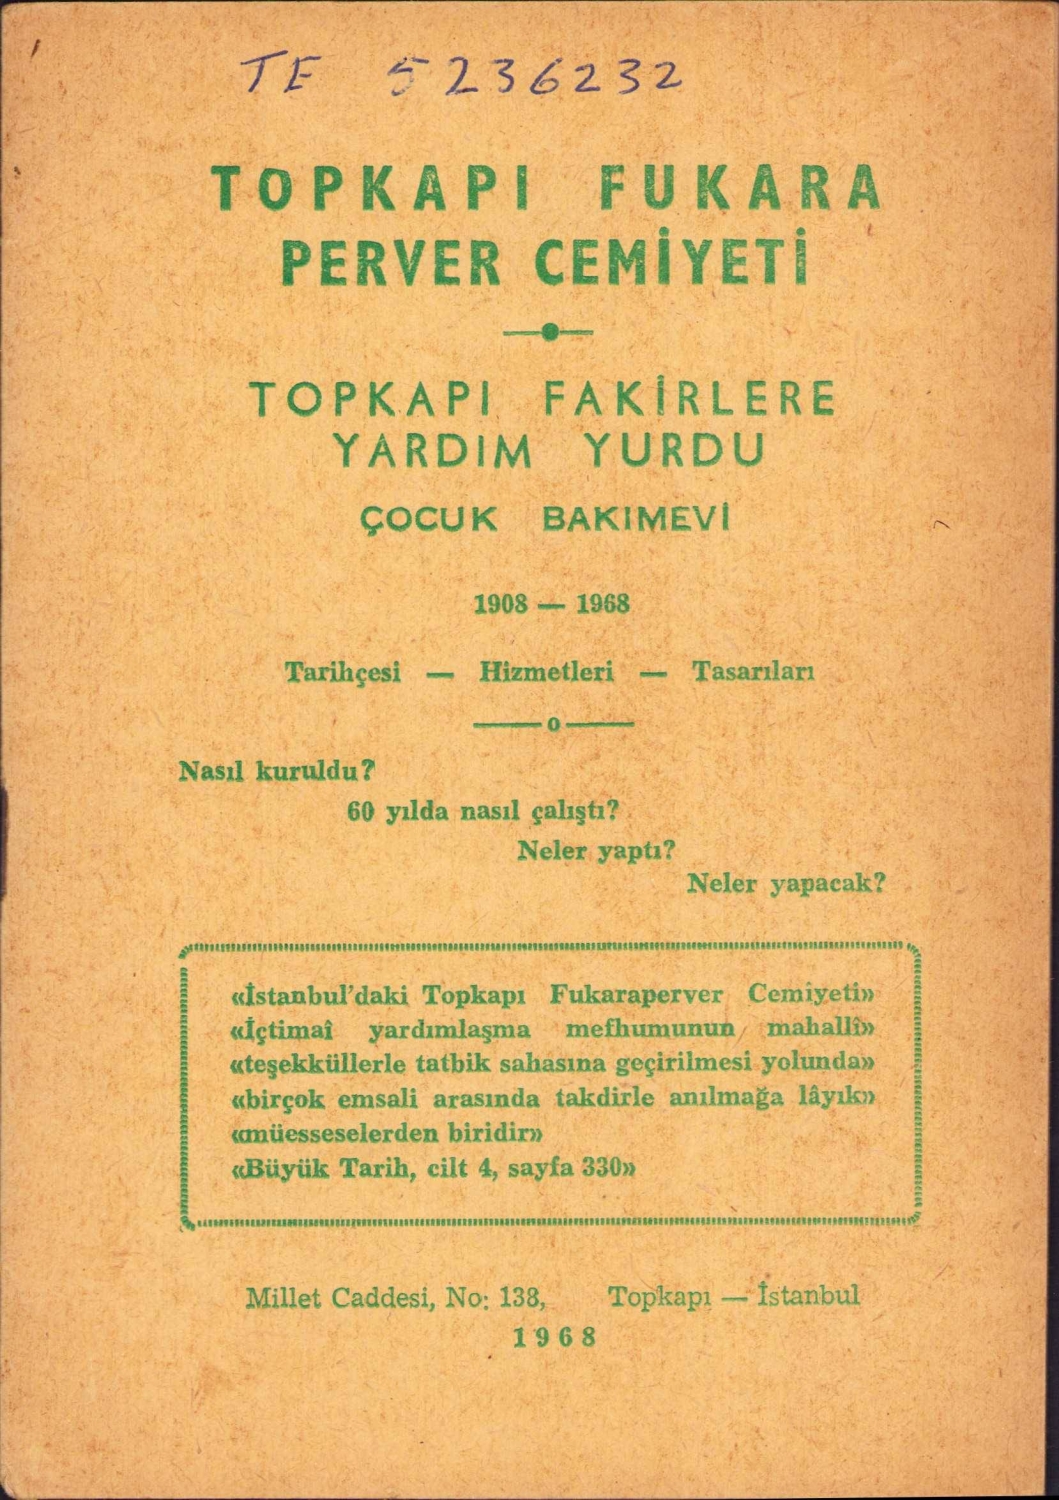 TE 5236232
TOPKAPI FUKARA
PERVER CEMİYETİ
TOPKAPI FAKİRLERE
YARDIM YURDU
ÇOCUK BAKIMEVİ
1908 — 1968
Tarihçesi — Hizmetleri — Tasarıları
o
Nasıl kuruldu?
60 yılda nasıl çalıştı?
Neler yaptı?
Neler yapacak?
«İstanbul'daki Topkapı Fukaraperver Cemiyeti»
«İçtimaî yardımlaşma mefhumunun mahallî»
«teşekküllerle tatbik sahasına geçirilmesi yolunda»
«birçok emsali arasında takdirle anılmağa lâyık»
«müesseselerden biridir»
«Büyük Tarih, cilt 4, sayfa 330»
Millet Caddesi, No: 138, Topkapı — İstanbul
1968